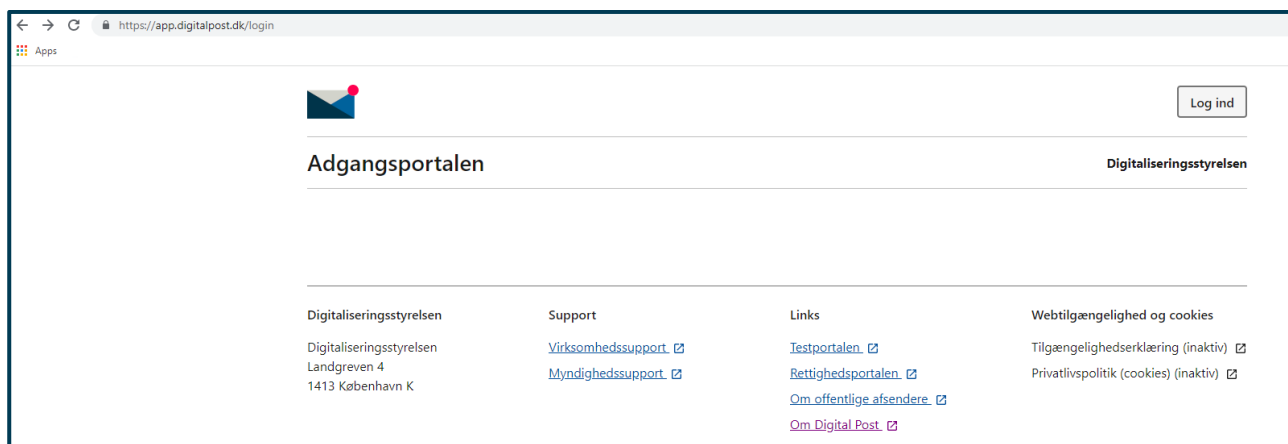 https://app.digitalpost.dk/login
Apps
Log ind
Adgangsportalen
Digitaliseringsstyrelsen
Digitaliseringsstyrelsen
Digitaliseringsstyrelsen
Landgreven 4
1413 København K
Support
Virksomhedssupport
Myndighedssupport
Links
Testportalen
Rettighedsportalen
Om offentlige afsendere
Om Digital Post
Webtilgængelighed og cookies
Tilgængelighedserklæring (inaktiv)
Privatlivspolitik (cookies) (inaktiv)